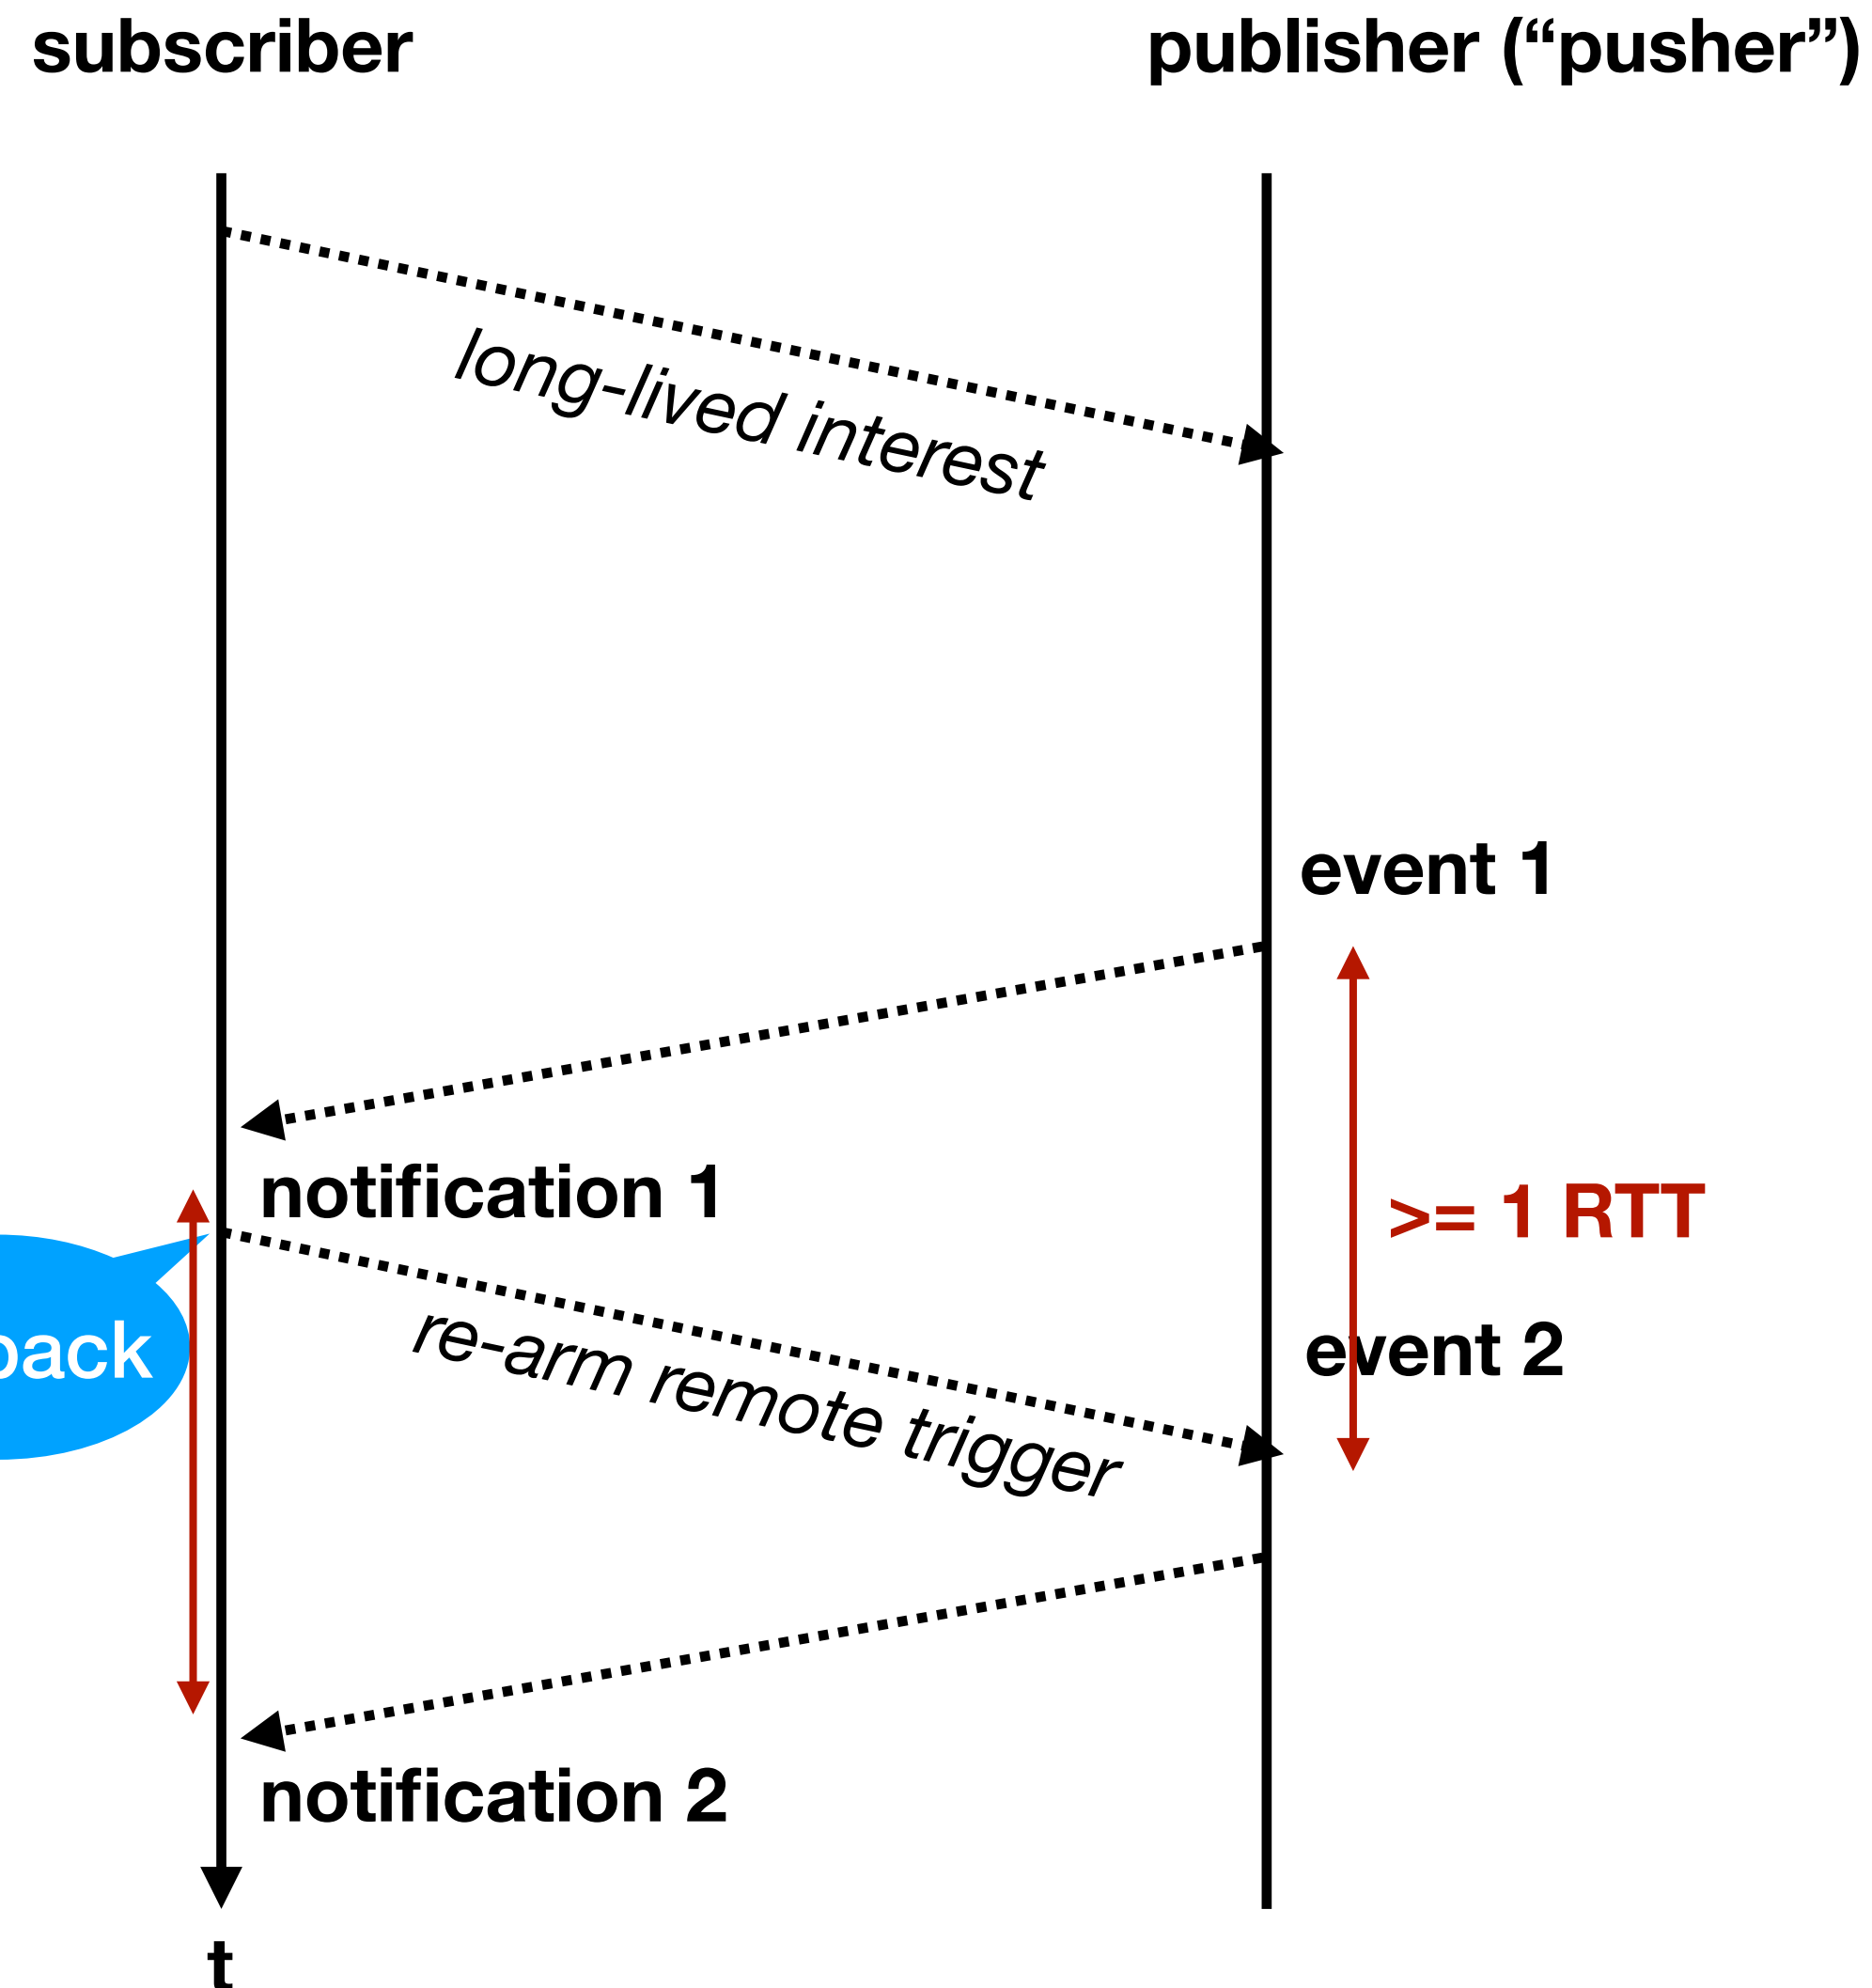 subscriber
publisher (“pusher”)
long-lived interest
event 1
notification 1
>= 1 RTT
re-arm remote trigger
event 2
notification 2
t